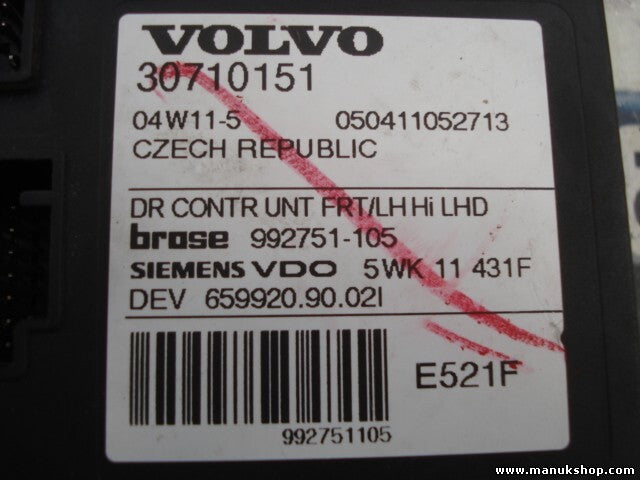 VOLVO
30710151
04W11-5 050411052713
CZECH REPUBLIC
DR CONTR UNT FRT/LH Hi LHD
brose 992751-105
SIEMENS VDO 5WK 11 431F
DEV 659920.90.02I
E521F
992751105
www.manukshop.com